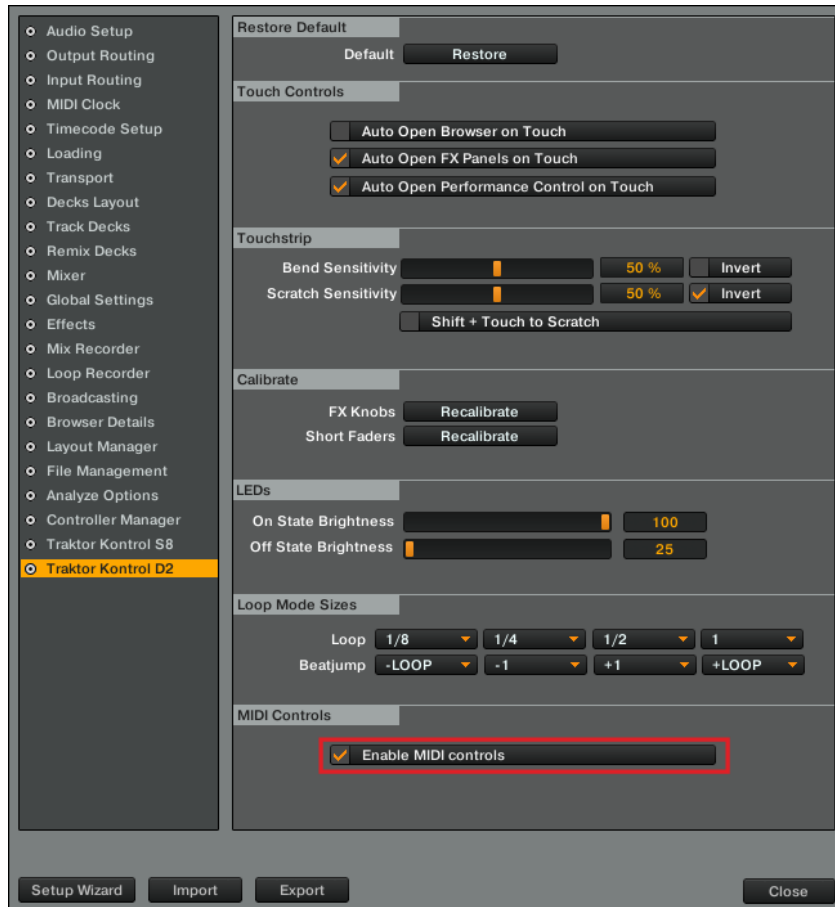 Audio Setup
Output Routing
Input Routing
MIDI Clock
Timecode Setup
Loading
Transport
Decks Layout
Track Decks
Remix Decks
Mixer
Global Settings
Effects
Mix Recorder
Loop Recorder
Broadcasting
Browser Details
Layout Manager
File Management
Analyze Options
Controller Manager
Traktor Kontrol S8
Traktor Kontrol D2
Restore Default
Default Restore
Touch Controls
Auto Open Browser on Touch
Auto Open FX Panels on Touch
Auto Open Performance Control on Touch
Touchstrip
Bend Sensitivity 50 % Invert
Scratch Sensitivity 50 % Invert
Shift + Touch to Scratch
Calibrate
FX Knobs Recalibrate
Short Faders Recalibrate
LEDs
On State Brightness 100
Off State Brightness 25
Loop Mode Sizes
Loop 1/8 1/4 1/2 1
Beatjump -LOOP -1 +1 +LOOP
MIDI Controls
Enable MIDI controls
Setup Wizard Import Export Close